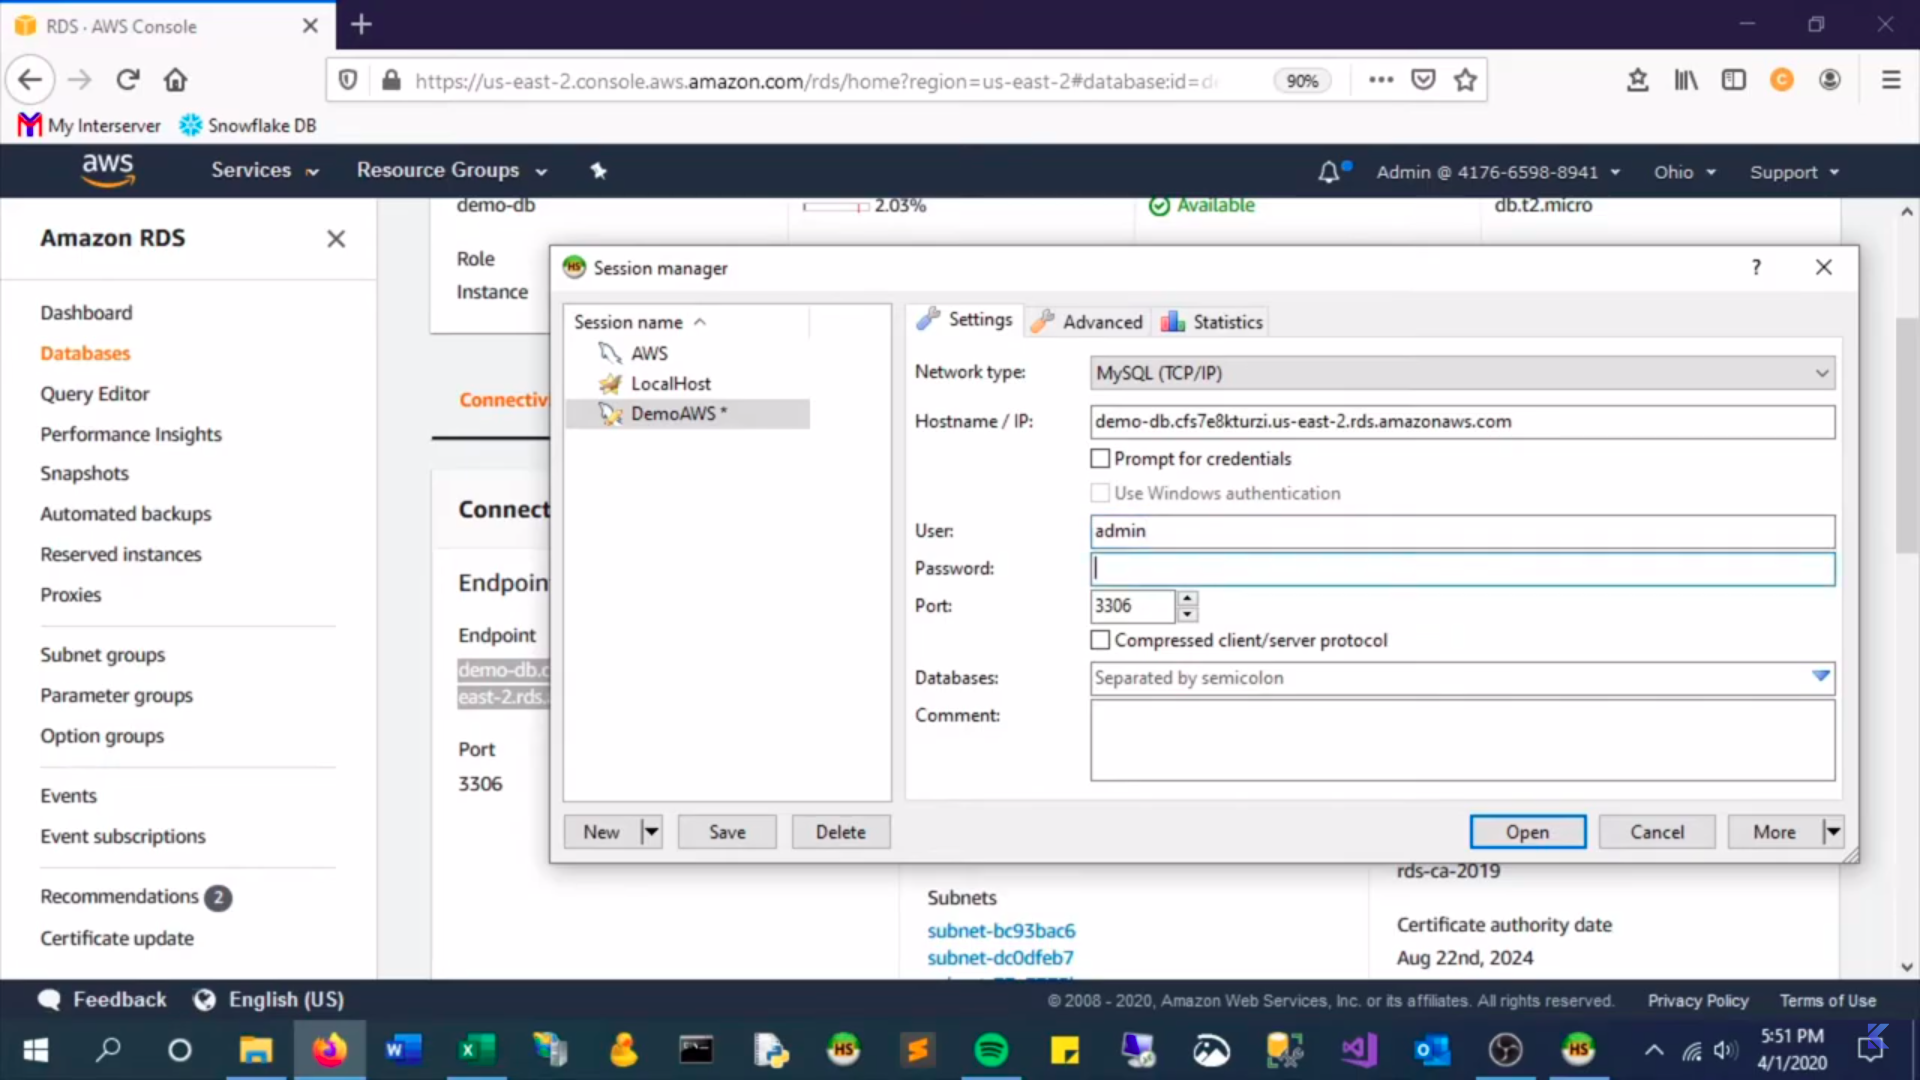 RDS · AWS Console
https://us-east-2.console.aws.amazon.com/rds/home?region=us-east-2#database:id=de
90%
My Interserver
Snowflake DB
aws
Services
Resource Groups
Admin @ 4176-6598-8941
Ohio
Support
Amazon RDS
Dashboard
Databases
Query Editor
Performance Insights
Snapshots
Automated backups
Reserved instances
Proxies
Subnet groups
Parameter groups
Option groups
Events
Event subscriptions
Recommendations 2
Certificate update
demo-db
2.03%
Available
db.t2.micro
Role
Instance
Connectiv
Connect
Endpoin
Endpoint
demo-db.c
east-2.rds.
Port
3306
HS Session manager
?
Session name
AWS
LocalHost
DemoAWS *
Settings
Advanced
Statistics
Network type:
MySQL (TCP/IP)
Hostname / IP:
demo-db.cfs7e8kturzi.us-east-2.rds.amazonaws.com
Prompt for credentials
Use Windows authentication
User:
admin
Password:
Port:
3306
Compressed client/server protocol
Databases:
Separated by semicolon
Comment:
New
Save
Delete
Open
Cancel
More
Subnets
subnet-bc93bac6
subnet-dc0dfeb7
rds-ca-2019
Certificate authority date
Aug 22nd, 2024
Feedback
English (US)
© 2008 - 2020, Amazon Web Services, Inc. or its affiliates. All rights reserved.
Privacy Policy
Terms of Use
5:51 PM
4/1/2020